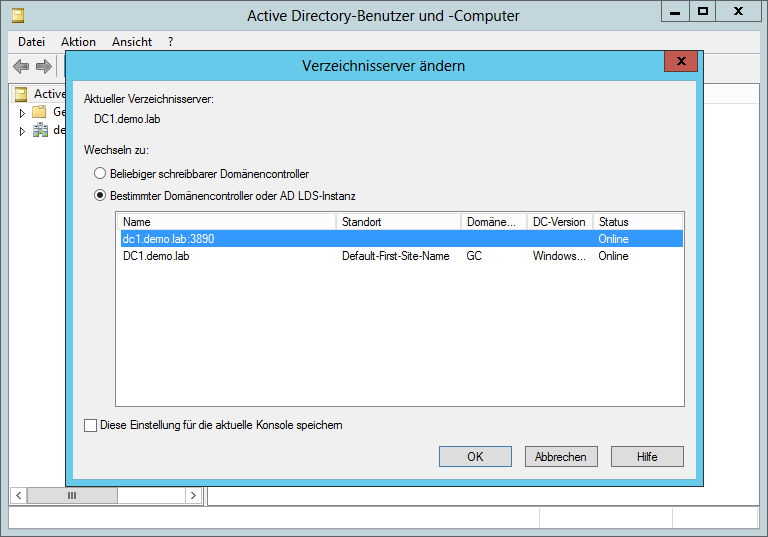 Active Directory-Benutzer und -Computer
Datei Aktion Ansicht ?
Verzeichnisserver ändern
Active
Ge
de
Aktueller Verzeichnisserver:
DC1.demo.lab
Wechseln zu:
Beliebiger schreibbarer Domänencontroller
Bestimmter Domänencontroller oder AD LDS-Instanz
Name Standort Domäne... DC-Version Status
dc1.demo.lab:3890 Online
DC1.demo.lab Default-First-Site-Name GC Windows... Online
Diese Einstellung für die aktuelle Konsole speichern
OK Abbrechen Hilfe